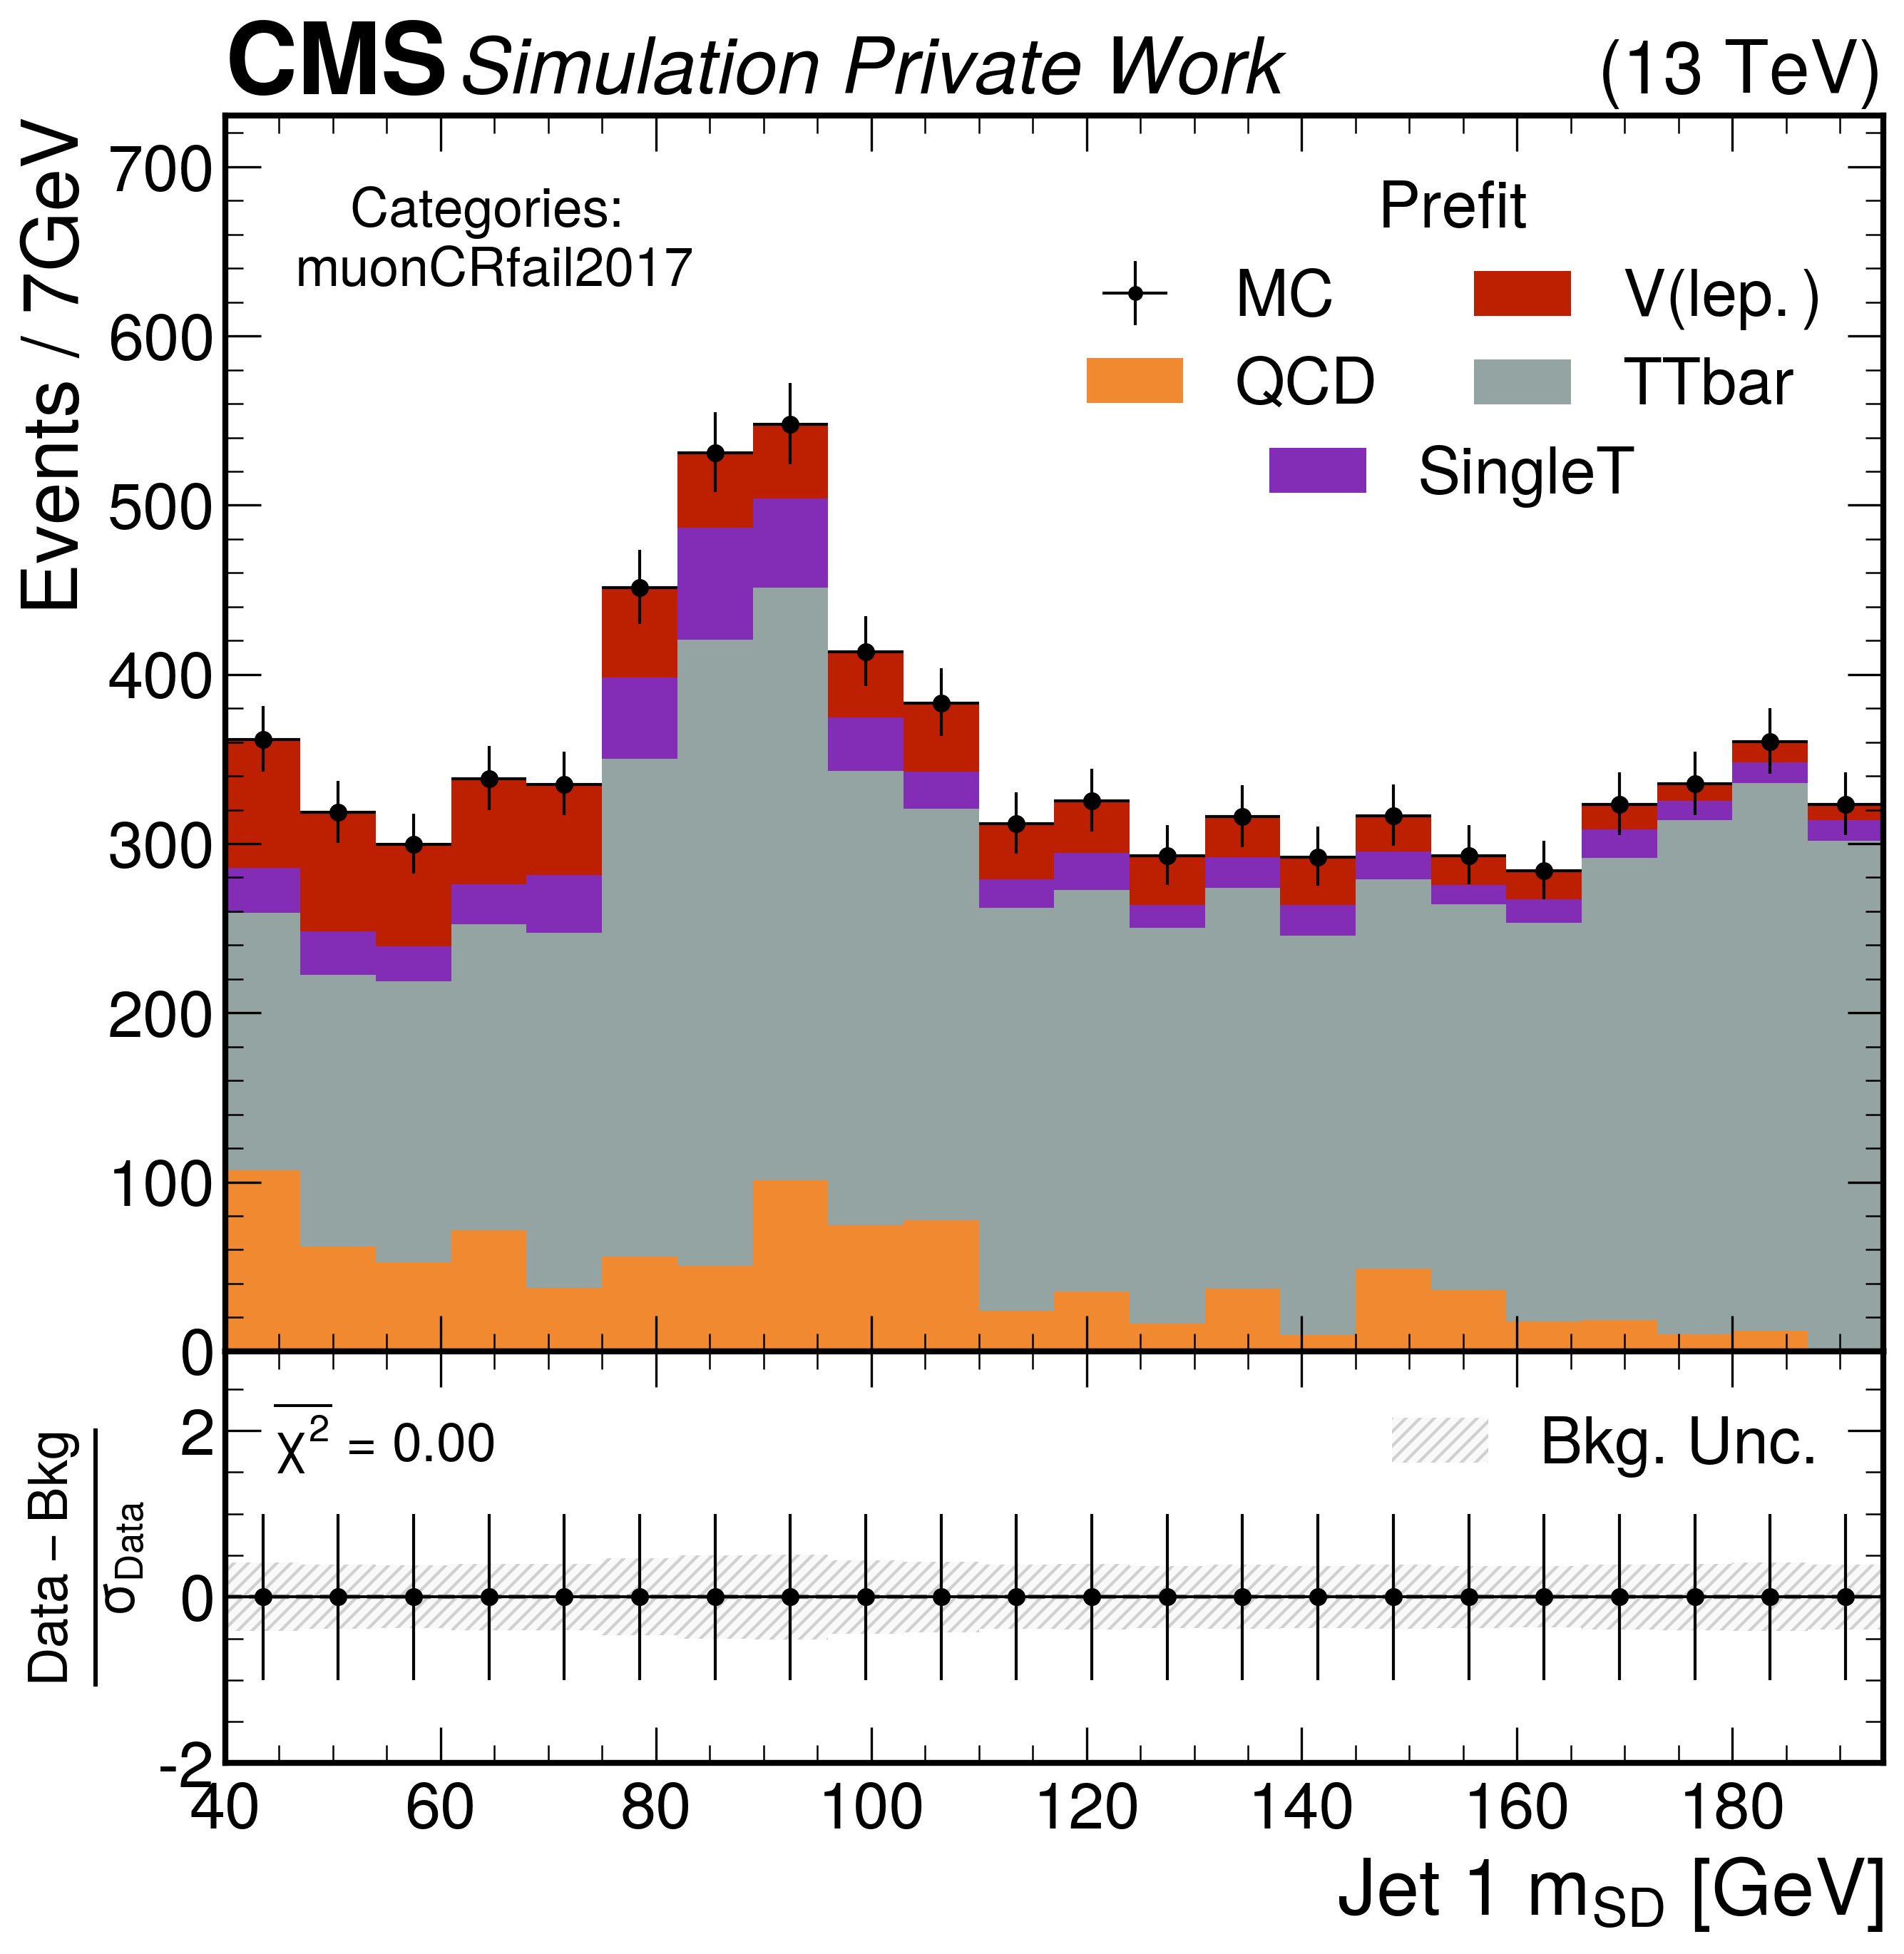 CMS Simulation Private Work (13 TeV)
Events / 7GeV
700
600
500
400
300
200
100
0
Categories:
muonCRfail2017
Prefit
MC V(lep.)
QCD TTbar
SingleT
Data – Bkg
σData
2
0
-2
χ² = 0.00
Bkg. Unc.
40 60 80 100 120 140 160 180
Jet 1 mSD [GeV]